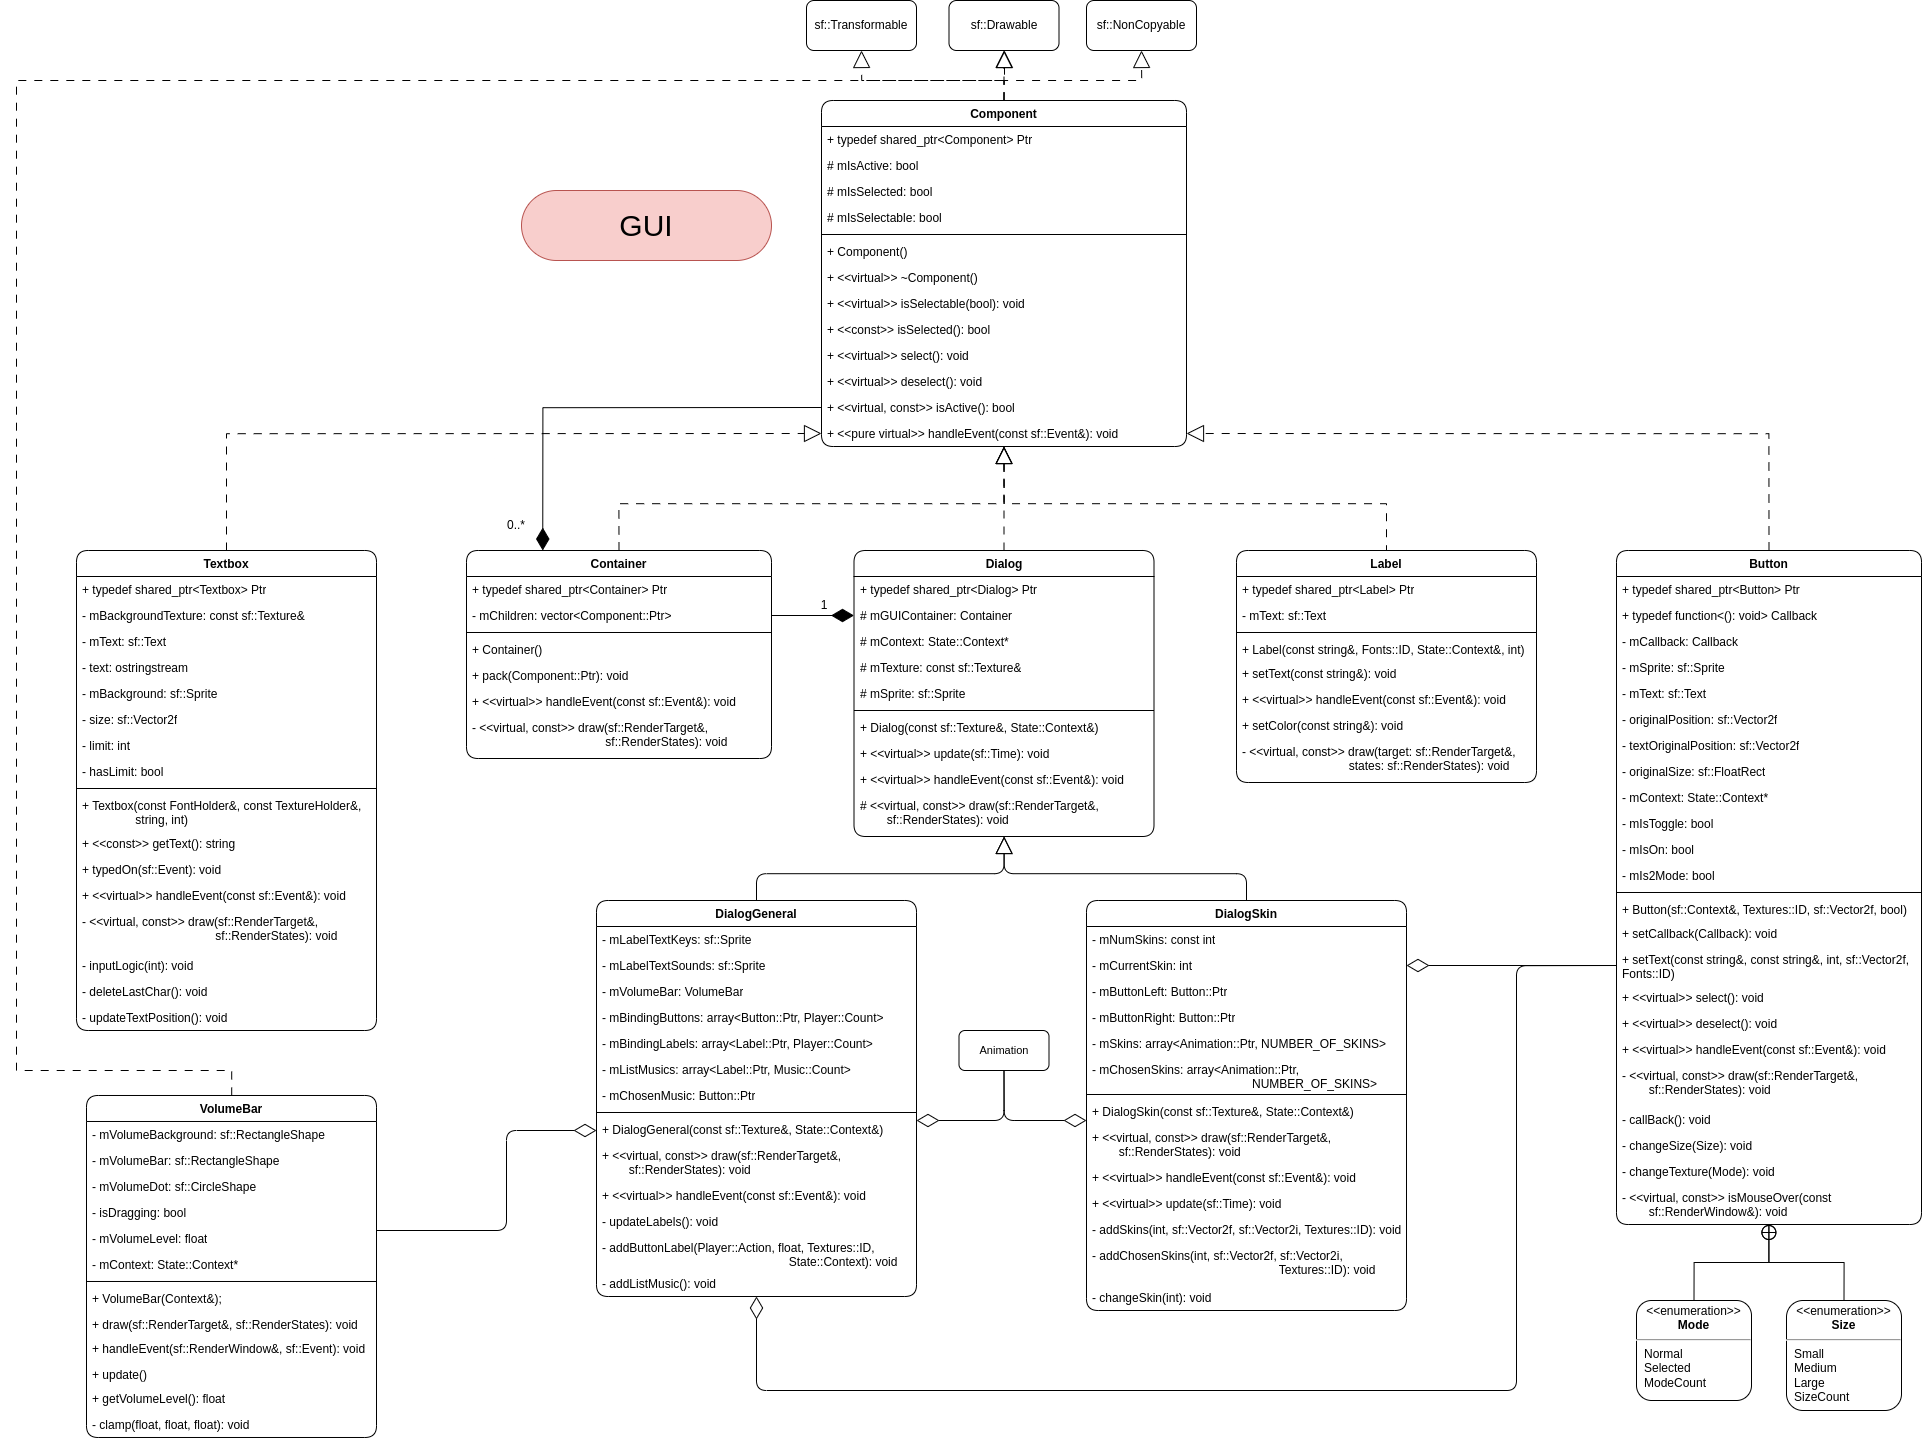 sf::Transformable
sf::Drawable
sf::NonCopyable
Component
+ typedef shared_ptr<Component> Ptr
# mIsActive: bool
# mIsSelected: bool
# mIsSelectable: bool
+ Component()
+ <<virtual>> ~Component()
+ <<virtual>> isSelectable(bool): void
+ <<const>> isSelected(): bool
+ <<virtual>> select(): void
+ <<virtual>> deselect(): void
+ <<virtual, const>> isActive(): bool
+ <<pure virtual>> handleEvent(const sf::Event&): void
GUI
0..*
1
Textbox
+ typedef shared_ptr<Textbox> Ptr
- mBackgroundTexture: const sf::Texture&
- mText: sf::Text
- text: ostringstream
- mBackground: sf::Sprite
- size: sf::Vector2f
- limit: int
- hasLimit: bool
+ Textbox(const FontHolder&, const TextureHolder&,
string, int)
+ <<const>> getText(): string
+ typedOn(sf::Event): void
+ <<virtual>> handleEvent(const sf::Event&): void
- <<virtual, const>> draw(sf::RenderTarget&,
sf::RenderStates): void
- inputLogic(int): void
- deleteLastChar(): void
- updateTextPosition(): void
Container
+ typedef shared_ptr<Container> Ptr
- mChildren: vector<Component::Ptr>
+ Container()
+ pack(Component::Ptr): void
+ <<virtual>> handleEvent(const sf::Event&): void
- <<virtual, const>> draw(sf::RenderTarget&,
sf::RenderStates): void
Dialog
+ typedef shared_ptr<Dialog> Ptr
# mGUIContainer: Container
# mContext: State::Context*
# mTexture: const sf::Texture&
# mSprite: sf::Sprite
+ Dialog(const sf::Texture&, State::Context&)
+ <<virtual>> update(sf::Time): void
+ <<virtual>> handleEvent(const sf::Event&): void
# <<virtual, const>> draw(sf::RenderTarget&,
sf::RenderStates): void
Label
+ typedef shared_ptr<Label> Ptr
- mText: sf::Text
+ Label(const string&, Fonts::ID, State::Context&, int)
+ setText(const string&): void
+ <<virtual>> handleEvent(const sf::Event&): void
+ setColor(const string&): void
- <<virtual, const>> draw(target: sf::RenderTarget&,
states: sf::RenderStates): void
Button
+ typedef shared_ptr<Button> Ptr
+ typedef function<(): void> Callback
- mCallback: Callback
- mSprite: sf::Sprite
- mText: sf::Text
- originalPosition: sf::Vector2f
- textOriginalPosition: sf::Vector2f
- originalSize: sf::FloatRect
- mContext: State::Context*
- mIsToggle: bool
- mIsOn: bool
- mIs2Mode: bool
+ Button(sf::Context&, Textures::ID, sf::Vector2f, bool)
+ setCallback(Callback): void
+ setText(const string&, const string&, int, sf::Vector2f,
Fonts::ID)
+ <<virtual>> select(): void
+ <<virtual>> deselect(): void
+ <<virtual>> handleEvent(const sf::Event&): void
- <<virtual, const>> draw(sf::RenderTarget&,
sf::RenderStates): void
- callBack(): void
- changeSize(Size): void
- changeTexture(Mode): void
- <<virtual, const>> isMouseOver(const
sf::RenderWindow&): void
DialogGeneral
- mLabelTextKeys: sf::Sprite
- mLabelTextSounds: sf::Sprite
- mVolumeBar: VolumeBar
- mBindingButtons: array<Button::Ptr, Player::Count>
- mBindingLabels: array<Label::Ptr, Player::Count>
- mListMusics: array<Label::Ptr, Music::Count>
- mChosenMusic: Button::Ptr
+ DialogGeneral(const sf::Texture&, State::Context&)
+ <<virtual, const>> draw(sf::RenderTarget&,
sf::RenderStates): void
+ <<virtual>> handleEvent(const sf::Event&): void
- updateLabels(): void
- addButtonLabel(Player::Action, float, Textures::ID,
State::Context): void
- addListMusic(): void
Animation
DialogSkin
- mNumSkins: const int
- mCurrentSkin: int
- mButtonLeft: Button::Ptr
- mButtonRight: Button::Ptr
- mSkins: array<Animation::Ptr, NUMBER_OF_SKINS>
- mChosenSkins: array<Animation::Ptr,
NUMBER_OF_SKINS>
+ DialogSkin(const sf::Texture&, State::Context&)
+ <<virtual, const>> draw(sf::RenderTarget&,
sf::RenderStates): void
+ <<virtual>> handleEvent(const sf::Event&): void
+ <<virtual>> update(sf::Time): void
- addSkins(int, sf::Vector2f, sf::Vector2i, Textures::ID): void
- addChosenSkins(int, sf::Vector2f, sf::Vector2i,
Textures::ID): void
- changeSkin(int): void
VolumeBar
- mVolumeBackground: sf::RectangleShape
- mVolumeBar: sf::RectangleShape
- mVolumeDot: sf::CircleShape
- isDragging: bool
- mVolumeLevel: float
- mContext: State::Context*
+ VolumeBar(Context&);
+ draw(sf::RenderTarget&, sf::RenderStates): void
+ handleEvent(sf::RenderWindow&, sf::Event): void
+ update()
+ getVolumeLevel(): float
- clamp(float, float, float): void
<<enumeration>>
Mode
Normal
Selected
ModeCount
<<enumeration>>
Size
Small
Medium
Large
SizeCount